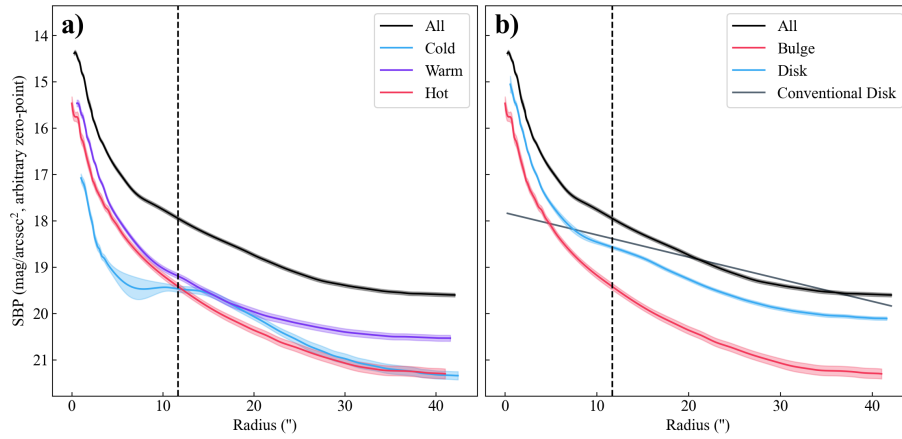 a)
All
Cold
Warm
Hot
b)
All
Bulge
Disk
Conventional Disk
SBP (mag/arcsec², arbitrary zero-point)
14
15
16
17
18
19
20
21
0 10 20 30 40
0 10 20 30 40
Radius (")
Radius (")